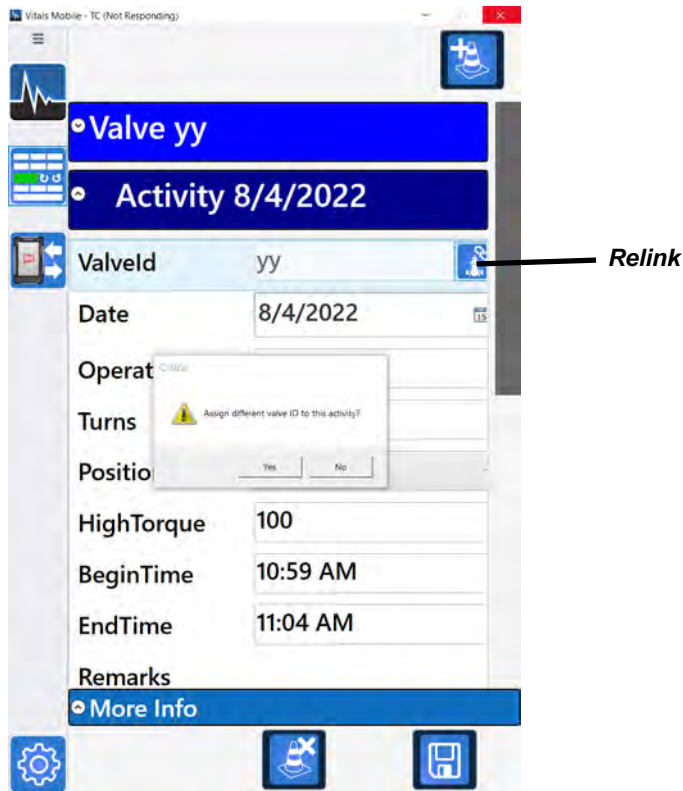 Vitals Mobile - TC (Not Responding)
Valve yy
Activity 8/4/2022
ValveId yy
Relink
Date 8/4/2022
15
Operat
Critical
Assign different valve ID to this activity?
Turns
Yes No
Positio
HighTorque 100
BeginTime 10:59 AM
EndTime 11:04 AM
Remarks
More Info